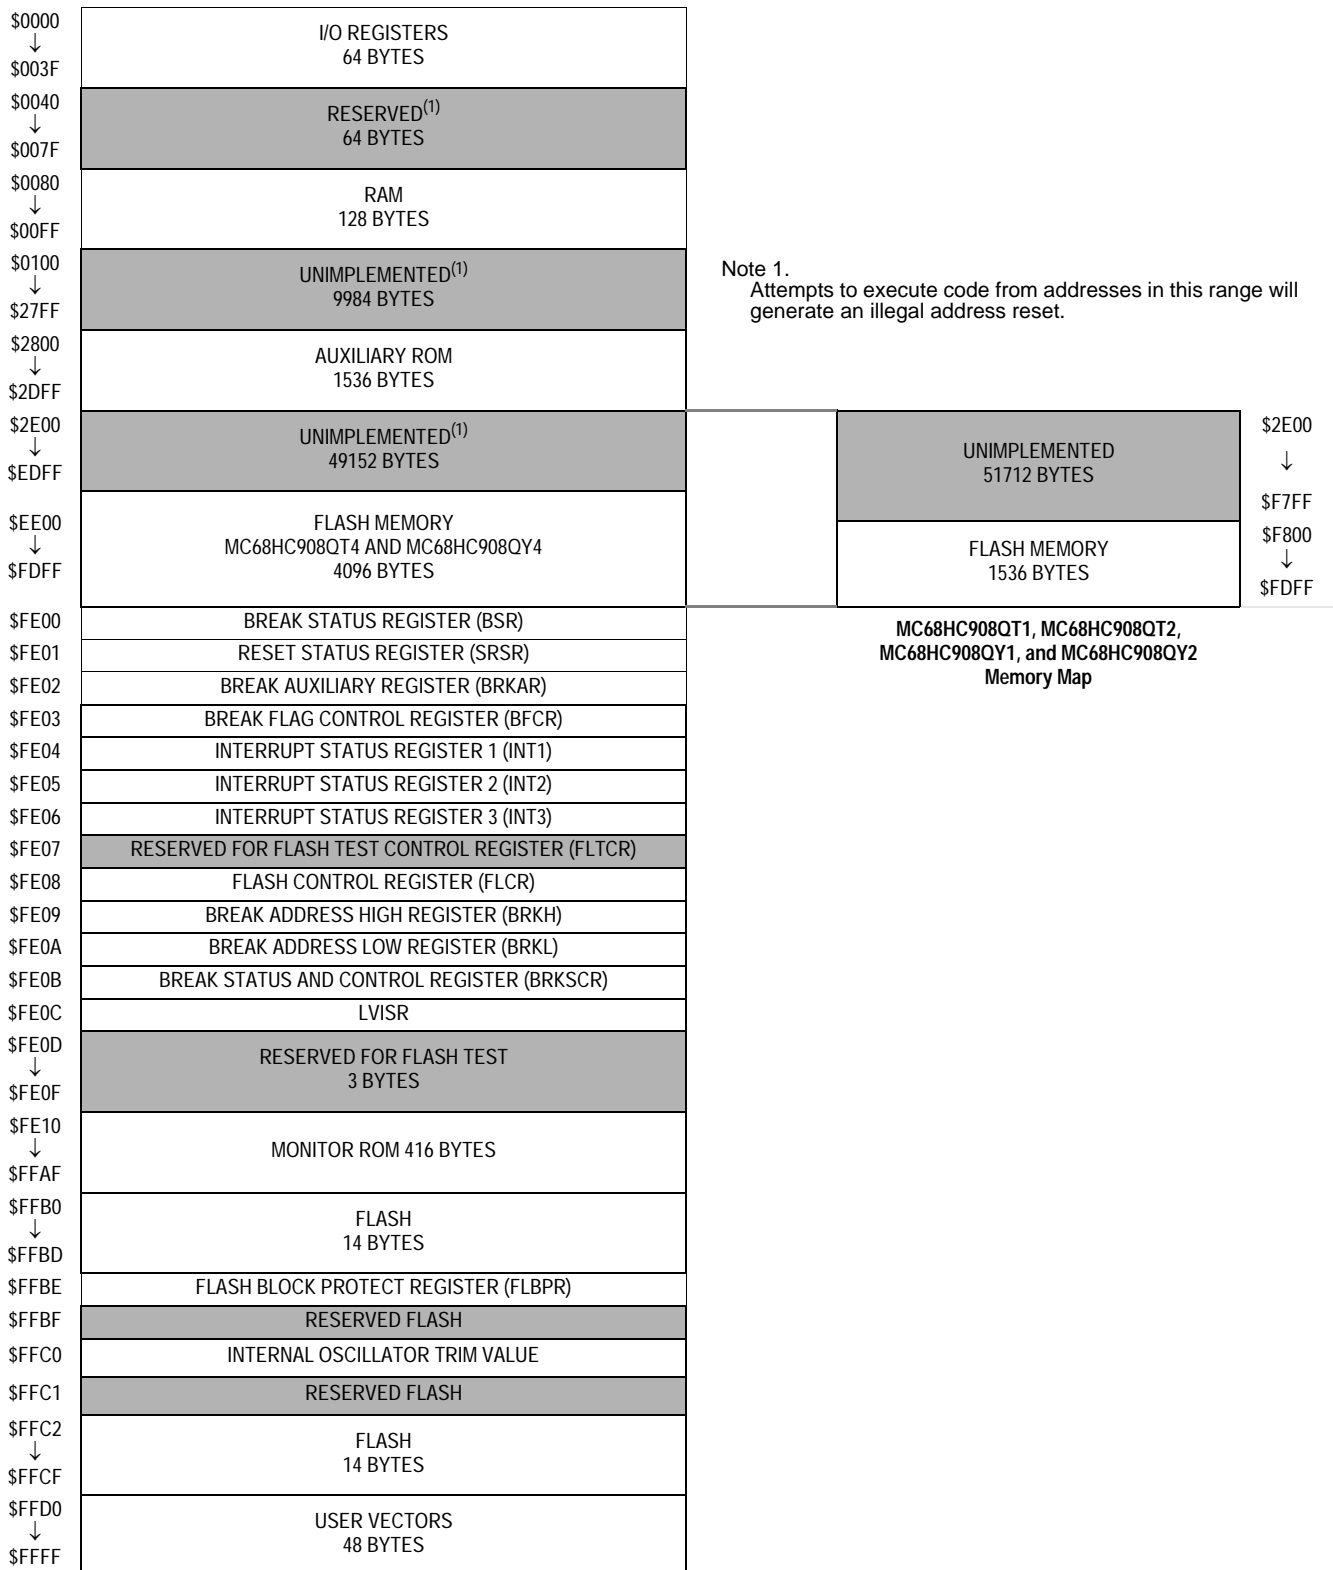 $0000
↓
$003F
I/O REGISTERS
64 BYTES
$0040
↓
$007F
RESERVED(1)
64 BYTES
$0080
↓
$00FF
RAM
128 BYTES
$0100
↓
$27FF
UNIMPLEMENTED(1)
9984 BYTES
Note 1.
Attempts to execute code from addresses in this range will
generate an illegal address reset.
$2800
↓
$2DFF
AUXILIARY ROM
1536 BYTES
$2E00
↓
$EDFF
UNIMPLEMENTED(1)
49152 BYTES
UNIMPLEMENTED
51712 BYTES
$2E00
↓
$F7FF
$EE00
↓
$FDFF
FLASH MEMORY
MC68HC908QT4 AND MC68HC908QY4
4096 BYTES
FLASH MEMORY
1536 BYTES
$F800
↓
$FDFF
MC68HC908QT1, MC68HC908QT2,
MC68HC908QY1, and MC68HC908QY2
Memory Map
$FE00 BREAK STATUS REGISTER (BSR)
$FE01 RESET STATUS REGISTER (SRSR)
$FE02 BREAK AUXILIARY REGISTER (BRKAR)
$FE03 BREAK FLAG CONTROL REGISTER (BFCR)
$FE04 INTERRUPT STATUS REGISTER 1 (INT1)
$FE05 INTERRUPT STATUS REGISTER 2 (INT2)
$FE06 INTERRUPT STATUS REGISTER 3 (INT3)
$FE07 RESERVED FOR FLASH TEST CONTROL REGISTER (FLTCR)
$FE08 FLASH CONTROL REGISTER (FLCR)
$FE09 BREAK ADDRESS HIGH REGISTER (BRKH)
$FE0A BREAK ADDRESS LOW REGISTER (BRKL)
$FE0B BREAK STATUS AND CONTROL REGISTER (BRKSCR)
$FE0C LVISR
$FE0D
↓
$FE0F
RESERVED FOR FLASH TEST
3 BYTES
$FE10
↓
$FFAF
MONITOR ROM 416 BYTES
$FFB0
↓
$FFBD
FLASH
14 BYTES
$FFBE FLASH BLOCK PROTECT REGISTER (FLBPR)
$FFBF RESERVED FLASH
$FFC0 INTERNAL OSCILLATOR TRIM VALUE
$FFC1 RESERVED FLASH
$FFC2
↓
$FFCF
FLASH
14 BYTES
$FFD0
↓
$FFFF
USER VECTORS
48 BYTES